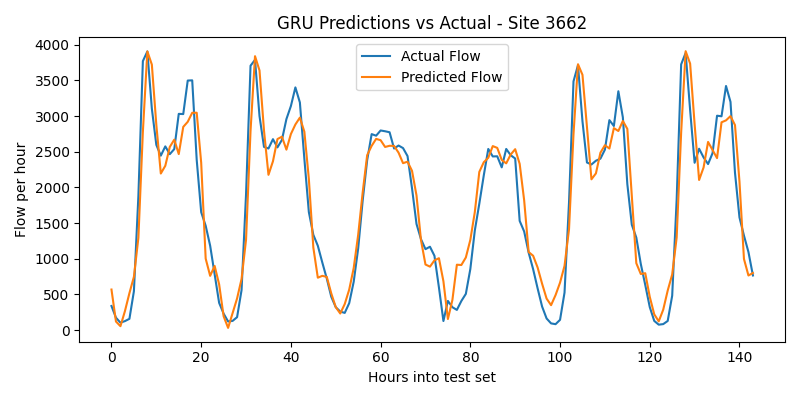 GRU Predictions vs Actual - Site 3662
Actual Flow
Predicted Flow
Flow per hour
4000
3500
3000
2500
2000
1500
1000
500
0
0 20 40 60 80 100 120 140
Hours into test set